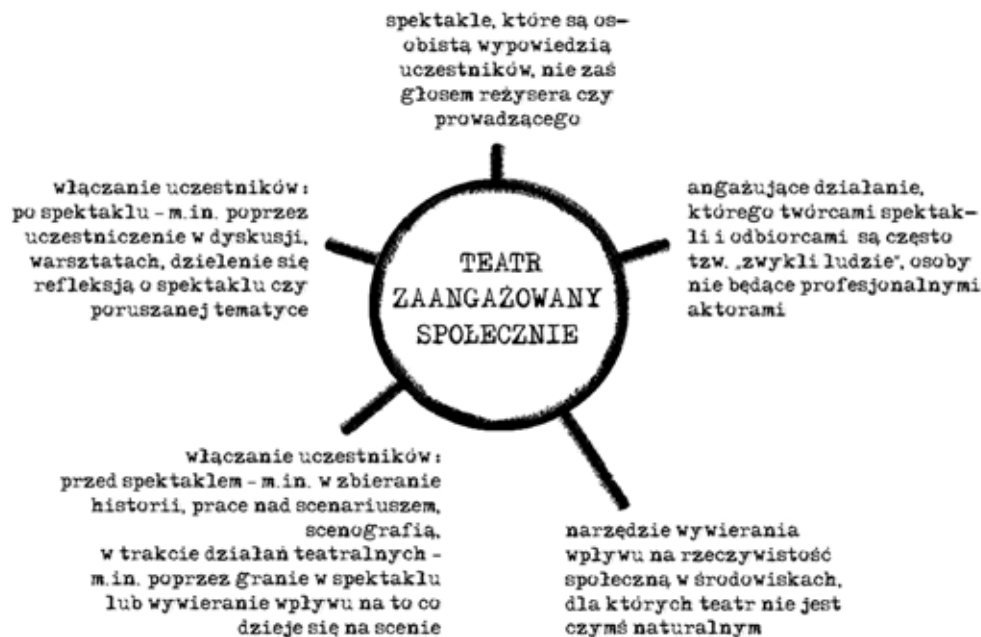 spektakle, które są os-
obistą wypowiedzią
uczestników, nie zaś
głosem reżysera czy
prowadzącego
włączanie uczestników:
po spektaklu - m.in. poprzez
uczestniczenie w dyskusji,
warsztatach, dzielenie się
refleksją o spektaklu czy
poruszanej tematyce
TEATR
ZAANGAŻOWANY
SPOŁECZNIE
angażujące działanie,
którego twórcami spektak-
li i odbiorcami są często
tzw. „zwykli ludzie", osoby
nie będące profesjonalnymi
aktorami
włączanie uczestników:
przed spektaklem - m.in. w zbieranie
historii, prace nad scenariuszem,
scenografią,
w trakcie działań teatralnych -
m.in. poprzez granie w spektaklu
lub wywieranie wpływu na to co
dzieje się na scenie
narzędzie wywierania
wpływu na rzeczywistość
społeczną w środowiskach,
dla których teatr nie jest
czymś naturalnym